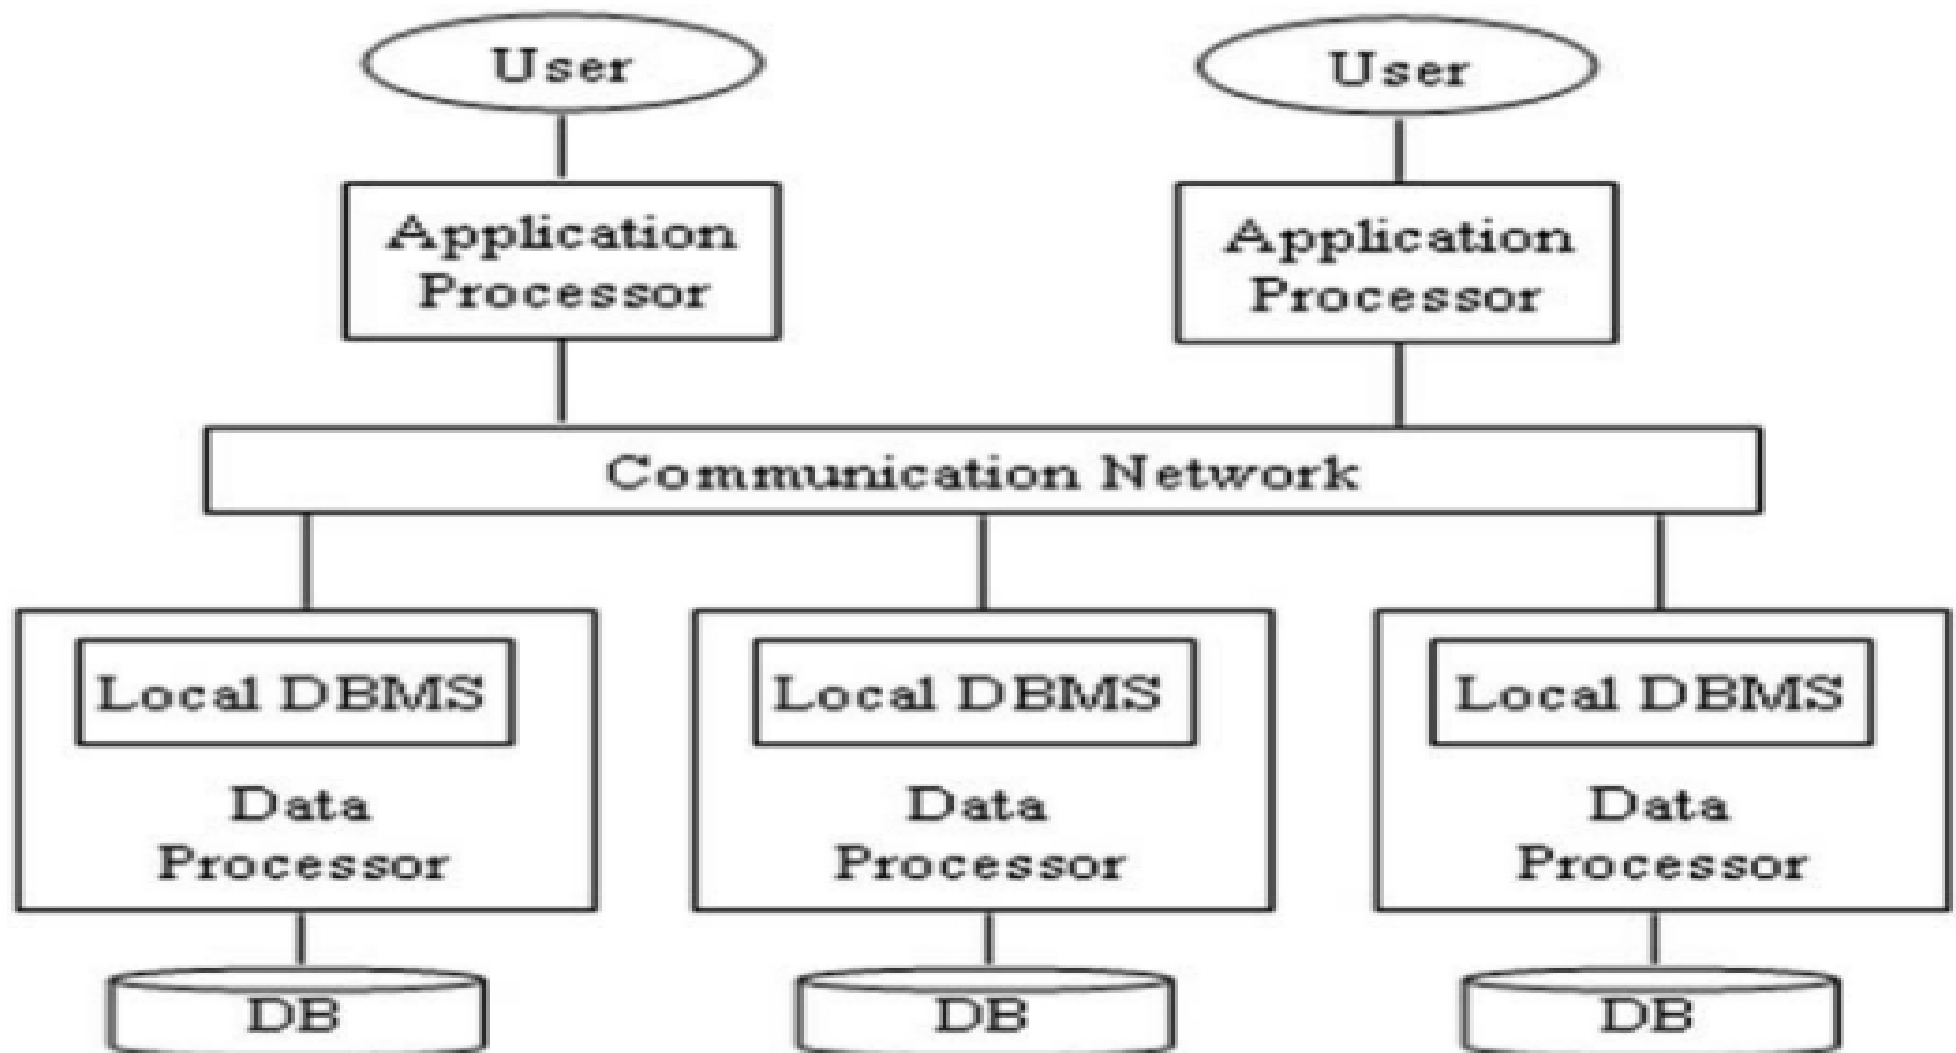 User
User
Application
Processor
Application
Processor
Communication Network
Local DBMS
Data
Processor
Local DBMS
Data
Processor
Local DBMS
Data
Processor
DB
DB
DB